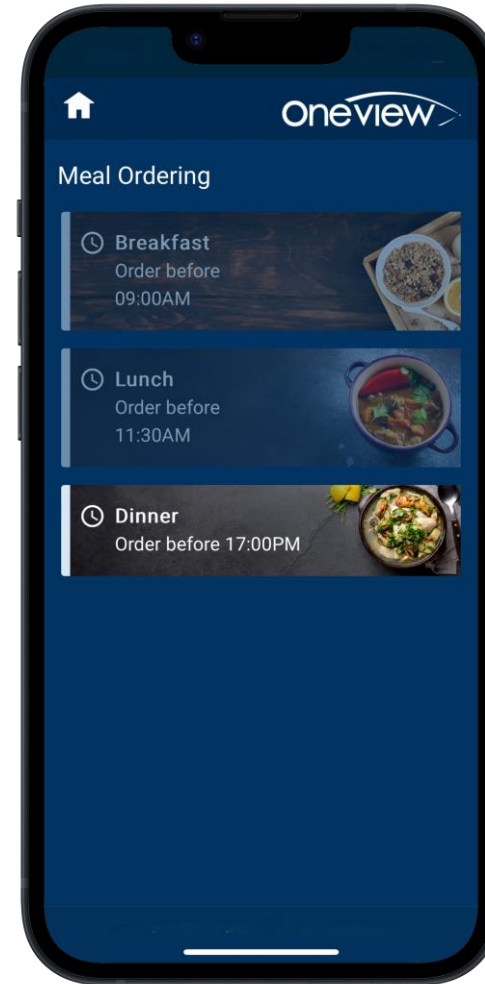 oneview
Meal Ordering
Breakfast
Order before
09:00AM
Lunch
Order before
11:30AM
Dinner
Order before 17:00PM